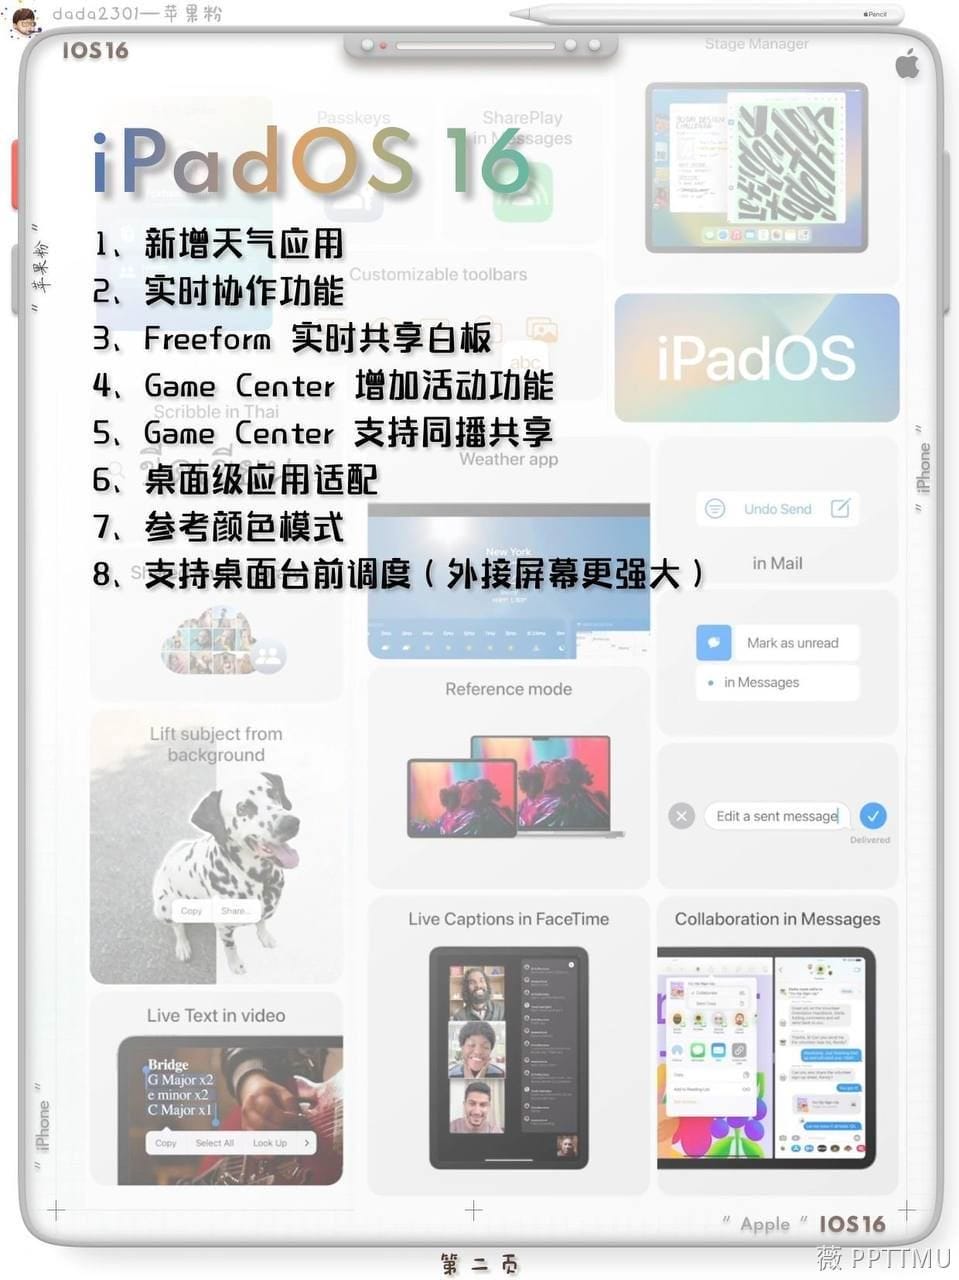 dada2301—苹果粉
Pencil
IOS16
iPadOS 16
1、新增天气应用
2、实时协作功能
3、Freeform 实时共享白板
4、Game Center 增加活动功能
5、Game Center 支持同播共享
6、桌面级应用适配
7、参考颜色模式
8、支持桌面台前调度（外接屏幕更强大）
"苹果粉"
Passkeys
SharePlay
in Messages
Stage Manager
Customizable toolbars
abc
iPadOS
Scribble in Thai
Weather app
New York
"iPhone"
Undo Send
in Mail
Mark as unread
in Messages
Lift subject from
background
Copy
Share...
Reference mode
Edit a sent message
Delivered
Live Text in video
Bridge
G Major x2
e minor x2
C Major x1
Copy
Select All
Look Up
Live Captions in FaceTime
Collaboration in Messages
Copy
Add to Reading List
"iPhone"
"Apple" IOS16
第二页
薇 PPTTMU